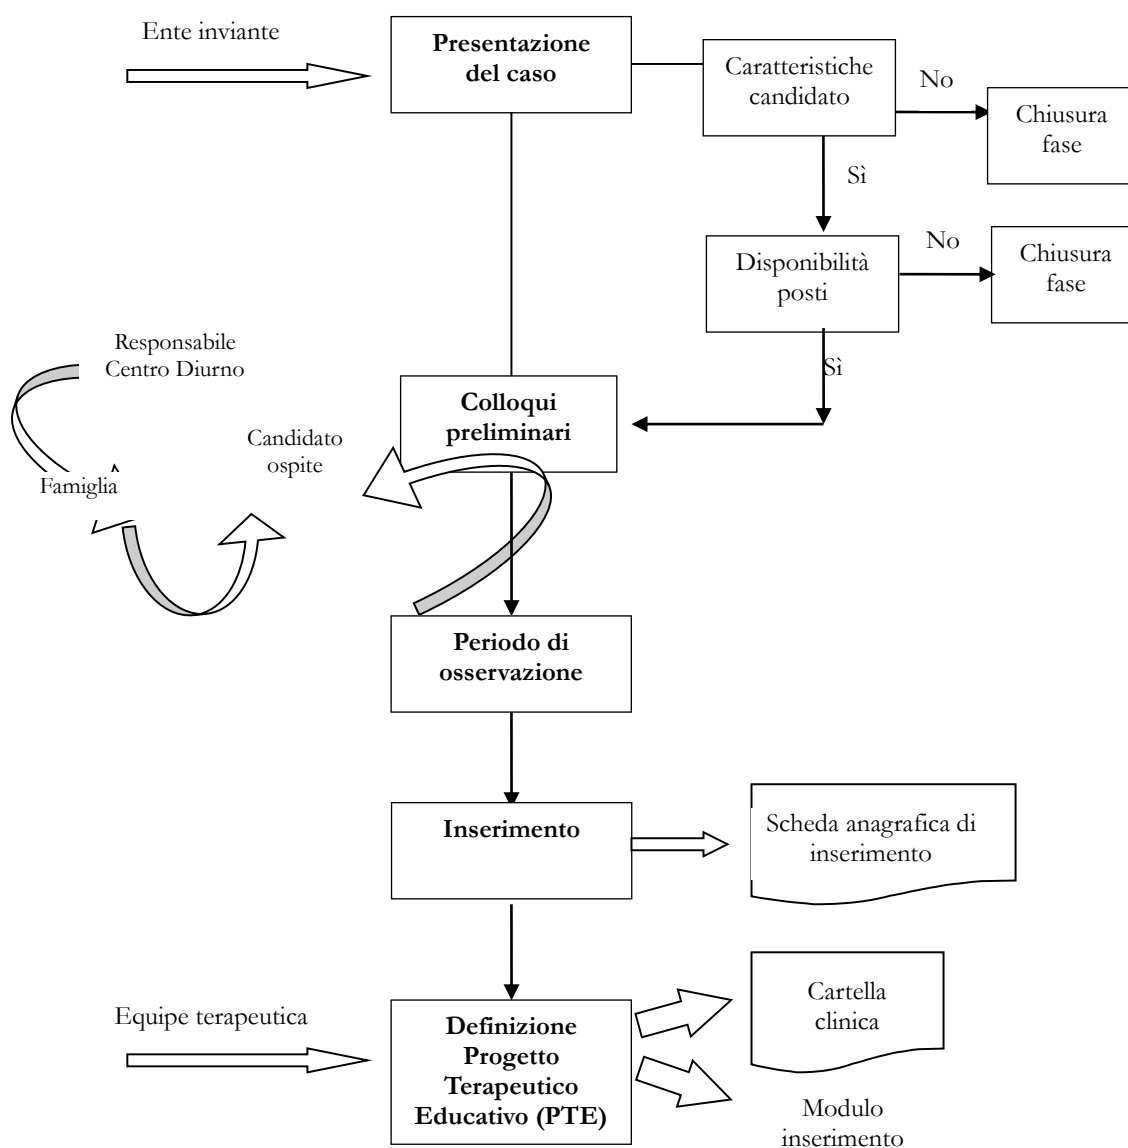 Ente inviante
Presentazione
del caso
Caratteristiche
candidato
No
Chiusura
fase
Sì
Disponibilità
posti
No
Chiusura
fase
Sì
Responsabile
Centro Diurno
Colloqui
preliminari
Candidato
ospite
Famiglia
Periodo di
osservazione
Inserimento
Scheda anagrafica di
inserimento
Equipe terapeutica
Definizione
Progetto
Terapeutico
Educativo (PTE)
Cartella
clinica
Modulo
inserimento